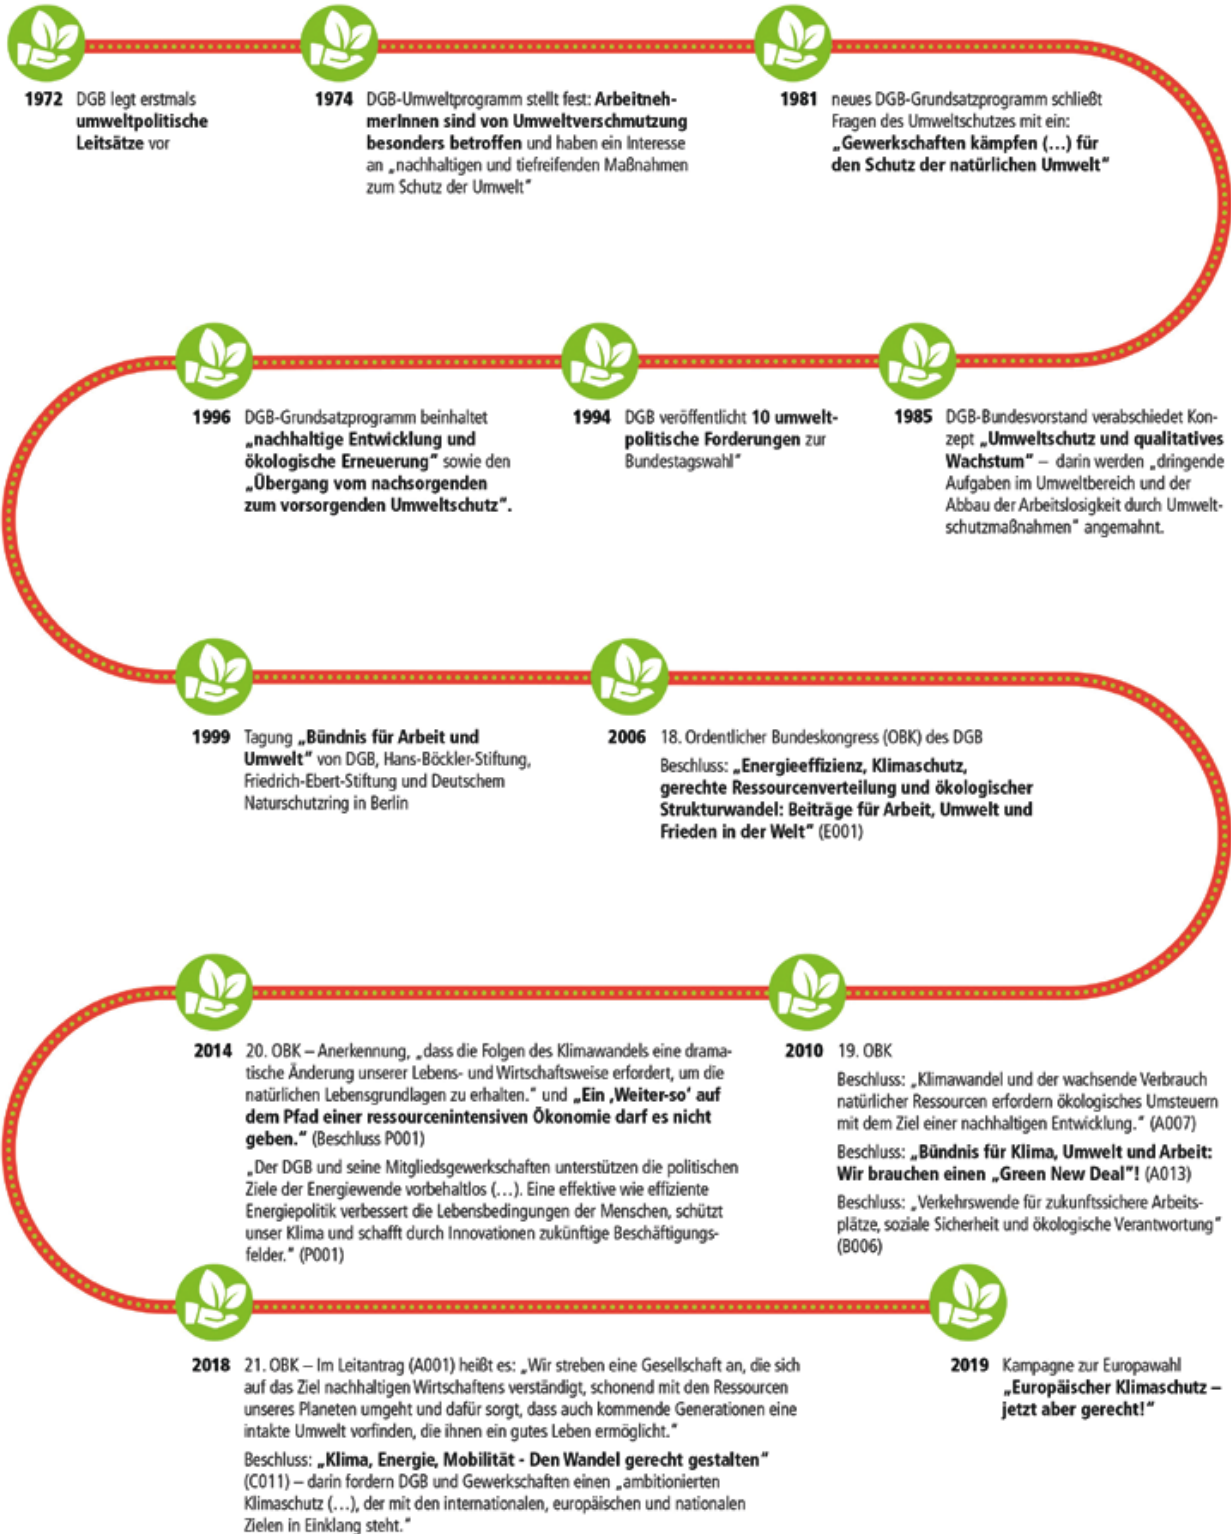 1972 DGB legt erstmals
umweltpolitische
Leitsätze vor
1974 DGB-Umweltprogramm stellt fest: Arbeitneh-
merInnen sind von Umweltverschmutzung
besonders betroffen und haben ein Interesse
an „nachhaltigen und tiefreifenden Maßnahmen
zum Schutz der Umwelt“
1981 neues DGB-Grundsatzprogramm schließt
Fragen des Umweltschutzes mit ein:
„Gewerkschaften kämpfen (…) für
den Schutz der natürlichen Umwelt“
1985 DGB-Bundesvorstand verabschiedet Kon-
zept „Umweltschutz und qualitatives
Wachstum“ – darin werden „dringende
Aufgaben im Umweltbereich und der
Abbau der Arbeitslosigkeit durch Umwelt-
schutzmaßnahmen“ angemahnt.
1994 DGB veröffentlicht 10 umwelt-
politische Forderungen zur
Bundestagswahl“
1996 DGB-Grundsatzprogramm beinhaltet
„nachhaltige Entwicklung und
ökologische Erneuerung“ sowie den
„Übergang vom nachsorgenden
zum vorsorgenden Umweltschutz“.
1999 Tagung „Bündnis für Arbeit und
Umwelt“ von DGB, Hans-Böckler-Stiftung,
Friedrich-Ebert-Stiftung und Deutschem
Naturschutzring in Berlin
2006 18. Ordentlicher Bundeskongress (OBK) des DGB
Beschluss: „Energieeffizienz, Klimaschutz,
gerechte Ressourcenverteilung und ökologischer
Strukturwandel: Beiträge für Arbeit, Umwelt und
Frieden in der Welt“ (E001)
2010 19. OBK
Beschluss: „Klimawandel und der wachsende Verbrauch
natürlicher Ressourcen erfordern ökologisches Umsteuern
mit dem Ziel einer nachhaltigen Entwicklung.“ (A007)
Beschluss: „Bündnis für Klima, Umwelt und Arbeit:
Wir brauchen einen „Green New Deal“! (A013)
Beschluss: „Verkehrswende für zukunftssichere Arbeits-
plätze, soziale Sicherheit und ökologische Verantwortung“
(B006)
2014 20. OBK – Anerkennung, „dass die Folgen des Klimawandels eine drama-
tische Änderung unserer Lebens- und Wirtschaftsweise erfordert, um die
natürlichen Lebensgrundlagen zu erhalten.“ und „Ein ‚Weiter-so‘ auf
dem Pfad einer ressourcenintensiven Ökonomie darf es nicht
geben.“ (Beschluss P001)
„Der DGB und seine Mitgliedsgewerkschaften unterstützen die politischen
Ziele der Energiewende vorbehaltlos (…). Eine effektive wie effiziente
Energiepolitik verbessert die Lebensbedingungen der Menschen, schützt
unser Klima und schafft durch Innovationen zukünftige Beschäftigungs-
felder.“ (P001)
2018 21. OBK – Im Leitantrag (A001) heißt es: „Wir streben eine Gesellschaft an, die sich
auf das Ziel nachhaltigen Wirtschaftens verständigt, schonend mit den Ressourcen
unseres Planeten umgeht und dafür sorgt, dass auch kommende Generationen eine
intakte Umwelt vorfinden, die ihnen ein gutes Leben ermöglicht.“
Beschluss: „Klima, Energie, Mobilität - Den Wandel gerecht gestalten“
(C011) – darin fordern DGB und Gewerkschaften einen „ambitionierten
Klimaschutz (…), der mit den internationalen, europäischen und nationalen
Zielen in Einklang steht.“
2019 Kampagne zur Europawahl
„Europäischer Klimaschutz –
jetzt aber gerecht!“